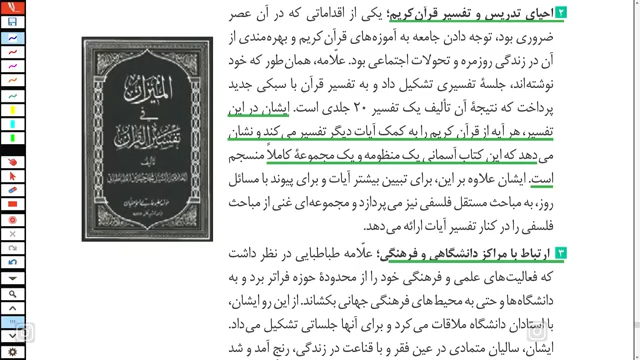 ۲ احیای تدریس و تفسیر قرآن کریم؛ یکی از اقداماتی که در آن عصر
ضروری بود، توجه دادن جامعه به آموزه‌های قرآن کریم و بهره‌مندی از
آن در زندگی روزمره و تحولات اجتماعی بود. علّامه، همان‌طور که خود
نوشته‌اند، جلسهٔ تفسیری تشکیل داد و به تفسیر قرآن با سبکی جدید
پرداخت که نتیجهٔ آن تألیف یک تفسیر ۲۰ جلدی است. ایشان در این
تفسیر، هر آیه از قرآن کریم را به کمک آیات دیگر تفسیر می‌کند و نشان
می‌دهد که این کتاب آسمانی یک منظومه و یک مجموعهٔ کاملاً منسجم
است. ایشان علاوه بر این، برای تبیین بیشتر آیات و برای پیوند با مسائل
روز، به مباحث مستقل فلسفی نیز می‌پردازد و مجموعه‌ای غنی از مباحث
فلسفی را در کنار تفسیر آیات ارائه می‌دهد.
المیزان
فی
تفسیر القرآن
تألیف
۳ ارتباط با مراکز دانشگاهی و فرهنگی؛ علّامه طباطبایی در نظر داشت
که فعالیت‌های علمی و فرهنگی خود را از محدودهٔ حوزه فراتر برد و به
دانشگاه‌ها و حتی به محیط‌های فرهنگی جهانی بکشاند. از این رو ایشان،
با استادان دانشگاه ملاقات می‌کرد و برای آنها جلساتی تشکیل می‌داد.
ایشان، سالیان متمادی در عین فقر و با قناعت در زندگی، رنج آمد و شد